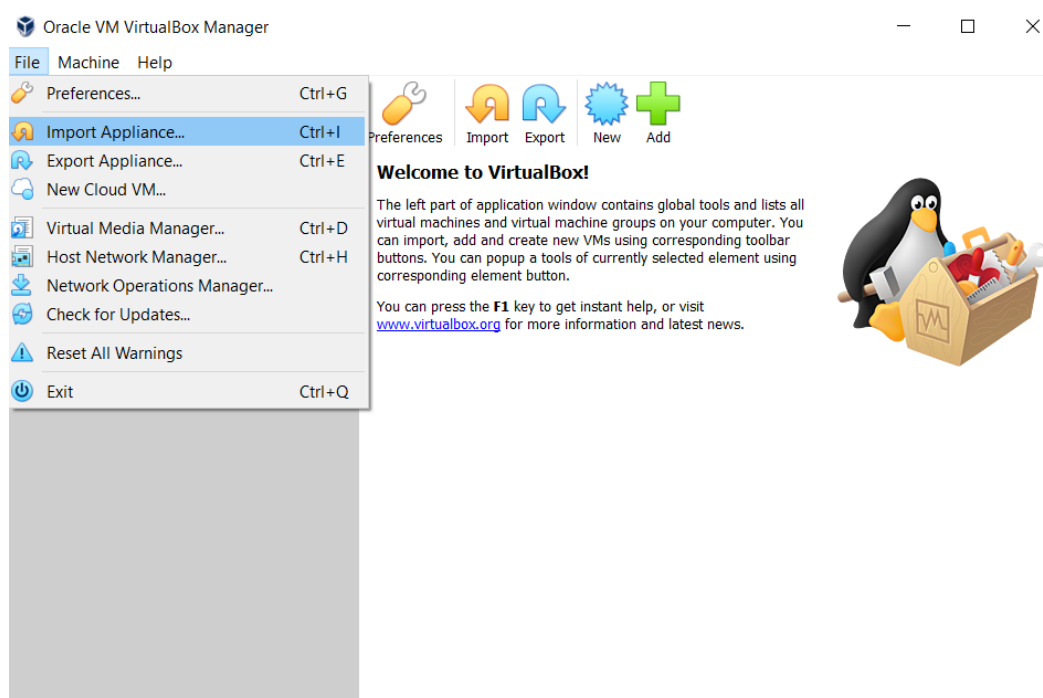 Oracle VM VirtualBox Manager
File Machine Help
Preferences... Ctrl+G
Import Appliance... Ctrl+I
Export Appliance... Ctrl+E
New Cloud VM...
Virtual Media Manager... Ctrl+D
Host Network Manager... Ctrl+H
Network Operations Manager...
Check for Updates...
Reset All Warnings
Exit Ctrl+Q
Preferences Import Export New Add
Welcome to VirtualBox!
The left part of application window contains global tools and lists all
virtual machines and virtual machine groups on your computer. You
can import, add and create new VMs using corresponding toolbar
buttons. You can popup a tools of currently selected element using
corresponding element button.
You can press the F1 key to get instant help, or visit
www.virtualbox.org for more information and latest news.